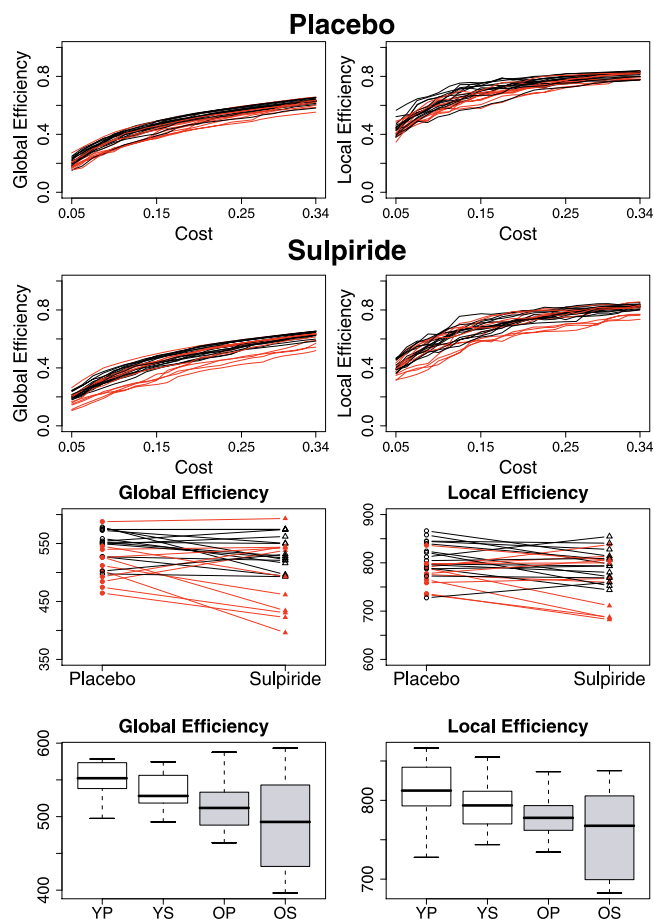 Placebo
Global Efficiency
0.0 0.4 0.8
0.05 0.15 0.25 0.34
Cost
Local Efficiency
0.0 0.4 0.8
0.05 0.15 0.25 0.34
Cost
Sulpiride
Global Efficiency
0.0 0.4 0.8
0.05 0.15 0.25 0.34
Cost
Local Efficiency
0.0 0.4 0.8
0.05 0.15 0.25 0.34
Cost
Global Efficiency
350 450 550
Placebo Sulpiride
Local Efficiency
600 700 800 900
Placebo Sulpiride
Global Efficiency
400 500 600
YP YS OP OS
Local Efficiency
700 800
YP YS OP OS